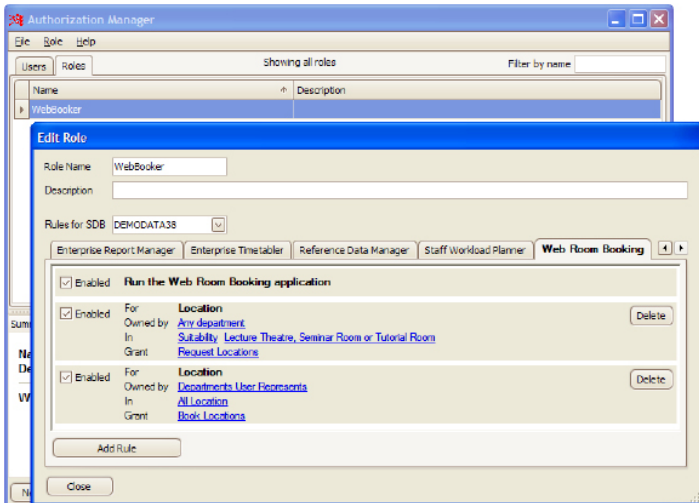 Authorization Manager
File Role Help
Users Roles Showing all roles Filter by name
Name Description
WebBooker
Edit Role
Role Name WebBooker
Description
Rules for SDB DEMODATA38
Enterprise Report Manager Enterprise Timetabler Reference Data Manager Staff Workload Planner Web Room Booking
Enabled Run the Web Room Booking application
Enabled For Location Delete
Owned by Any department
In Suitability Lecture Theatre, Seminar Room or Tutorial Room
Grant Request Locations
Enabled For Location Delete
Owned by Departments User Represents
In All Location
Grant Book Locations
Add Rule
Close
Sum
Na
De
W
N